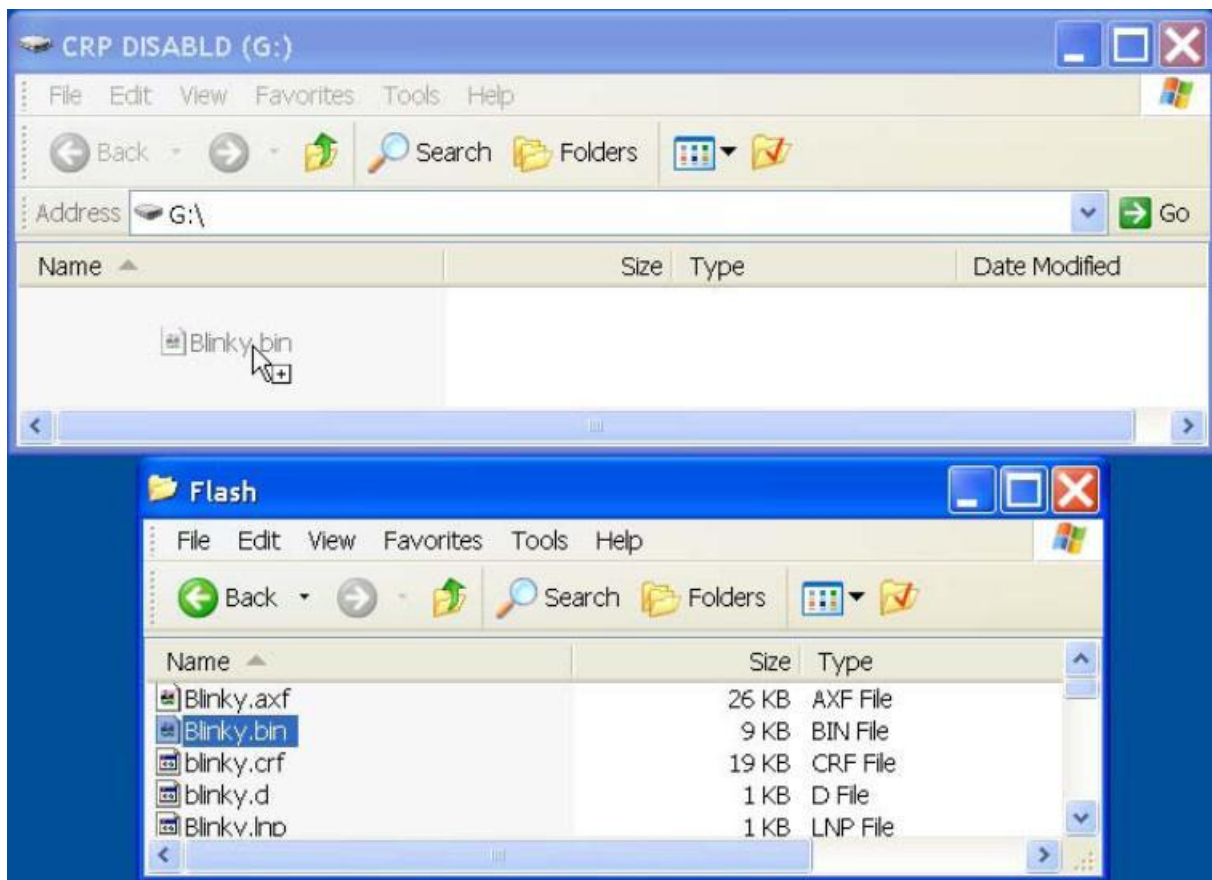 CRP DISABLD (G:)
File Edit View Favorites Tools Help
Back Search Folders
Address G:\ Go
Name Size Type Date Modified
Blinky.bin
Flash
File Edit View Favorites Tools Help
Back Search Folders
Name Size Type
Blinky.axf 26 KB AXF File
Blinky.bin 9 KB BIN File
blinky.crf 19 KB CRF File
blinky.d 1 KB D File
Blinky.lnp 1 KB LNP File